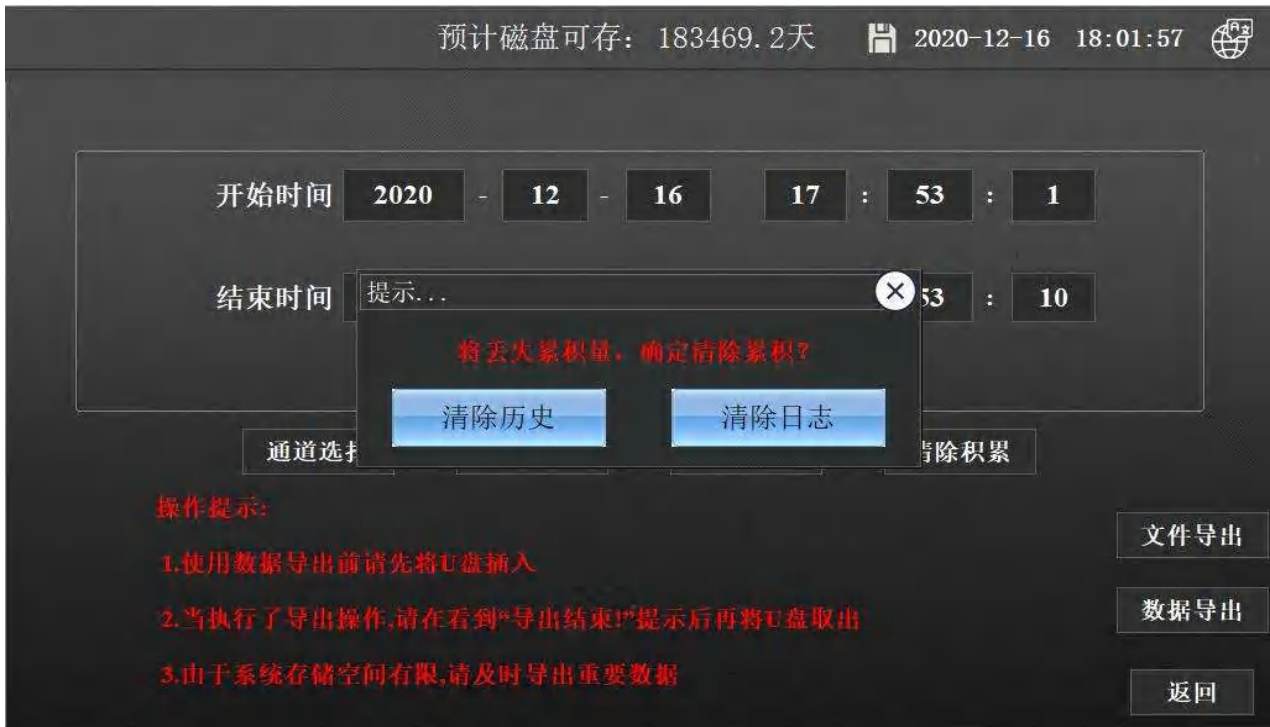 预计磁盘可存: 183469.2天 2020-12-16 18:01:57
开始时间 2020 - 12 - 16 17 : 53 : 1
结束时间 53 : 10
提示...
将丢失累积量，确定清除累积?
清除历史 清除日志
通道选择 清除积累
操作提示:
1.使用数据导出前请先将U盘插入
2.当执行了导出操作,请在看到“导出结束!”提示后再将U盘取出
3.由于系统存储空间有限,请及时导出重要数据
文件导出
数据导出
返回